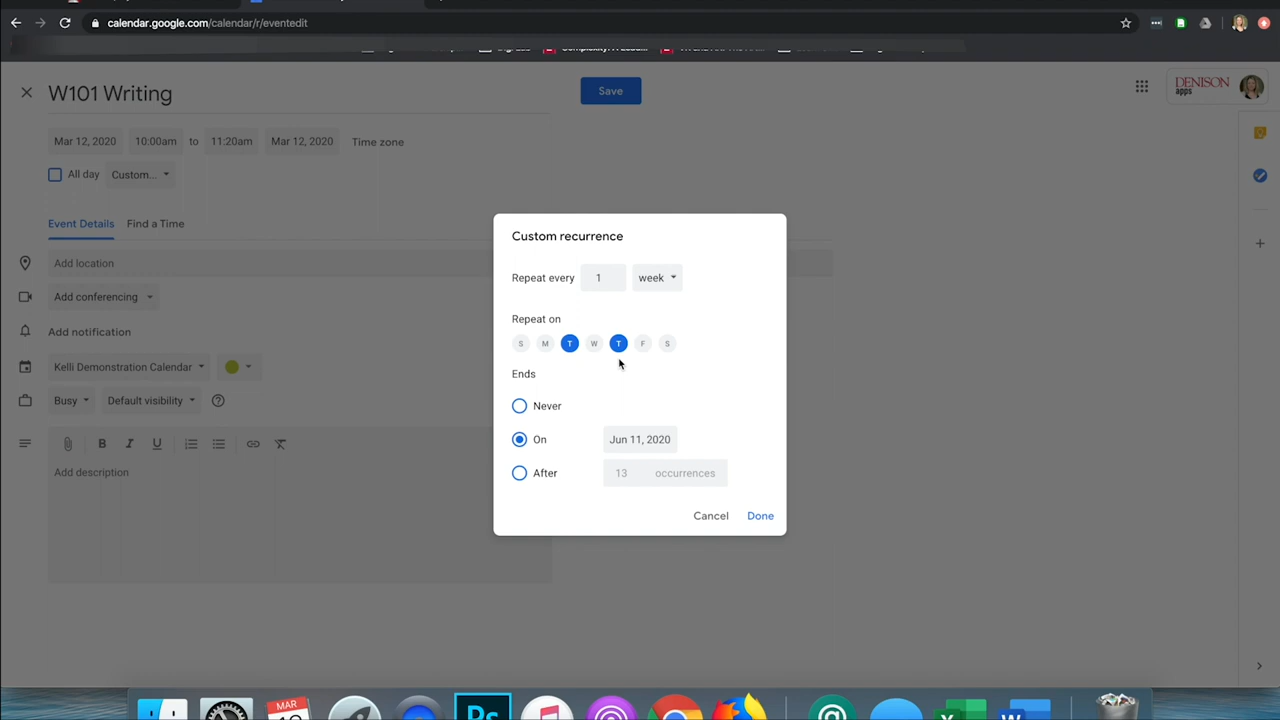 calendar.google.com/calendar/r/eventedit
W101 Writing
Save
DENISON
apps
Mar 12, 2020 10:00am to 11:20am Mar 12, 2020 Time zone
All day Custom...
Event Details Find a Time
Add location
Add conferencing
Add notification
Kelli Demonstration Calendar
Busy Default visibility
B I U
Add description
Custom recurrence
Repeat every 1 week
Repeat on
S M T W T F S
Ends
Never
On Jun 11, 2020
After 13 occurrences
Cancel Done
MAR
Ps
W